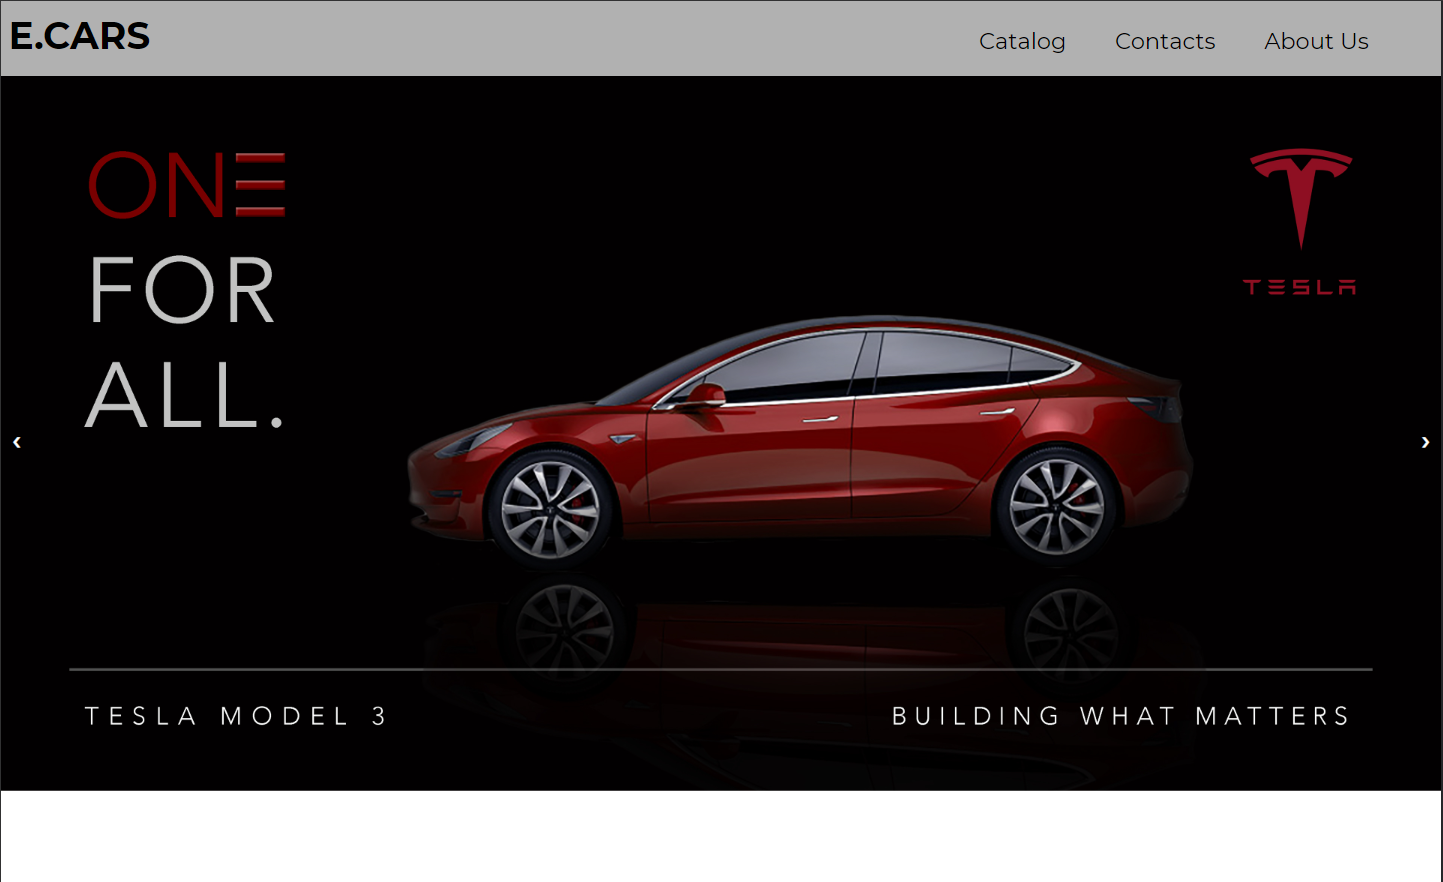 E.CARS
Catalog Contacts About Us
ONE
FOR
ALL.
TESLA
TESLA MODEL 3
BUILDING WHAT MATTERS